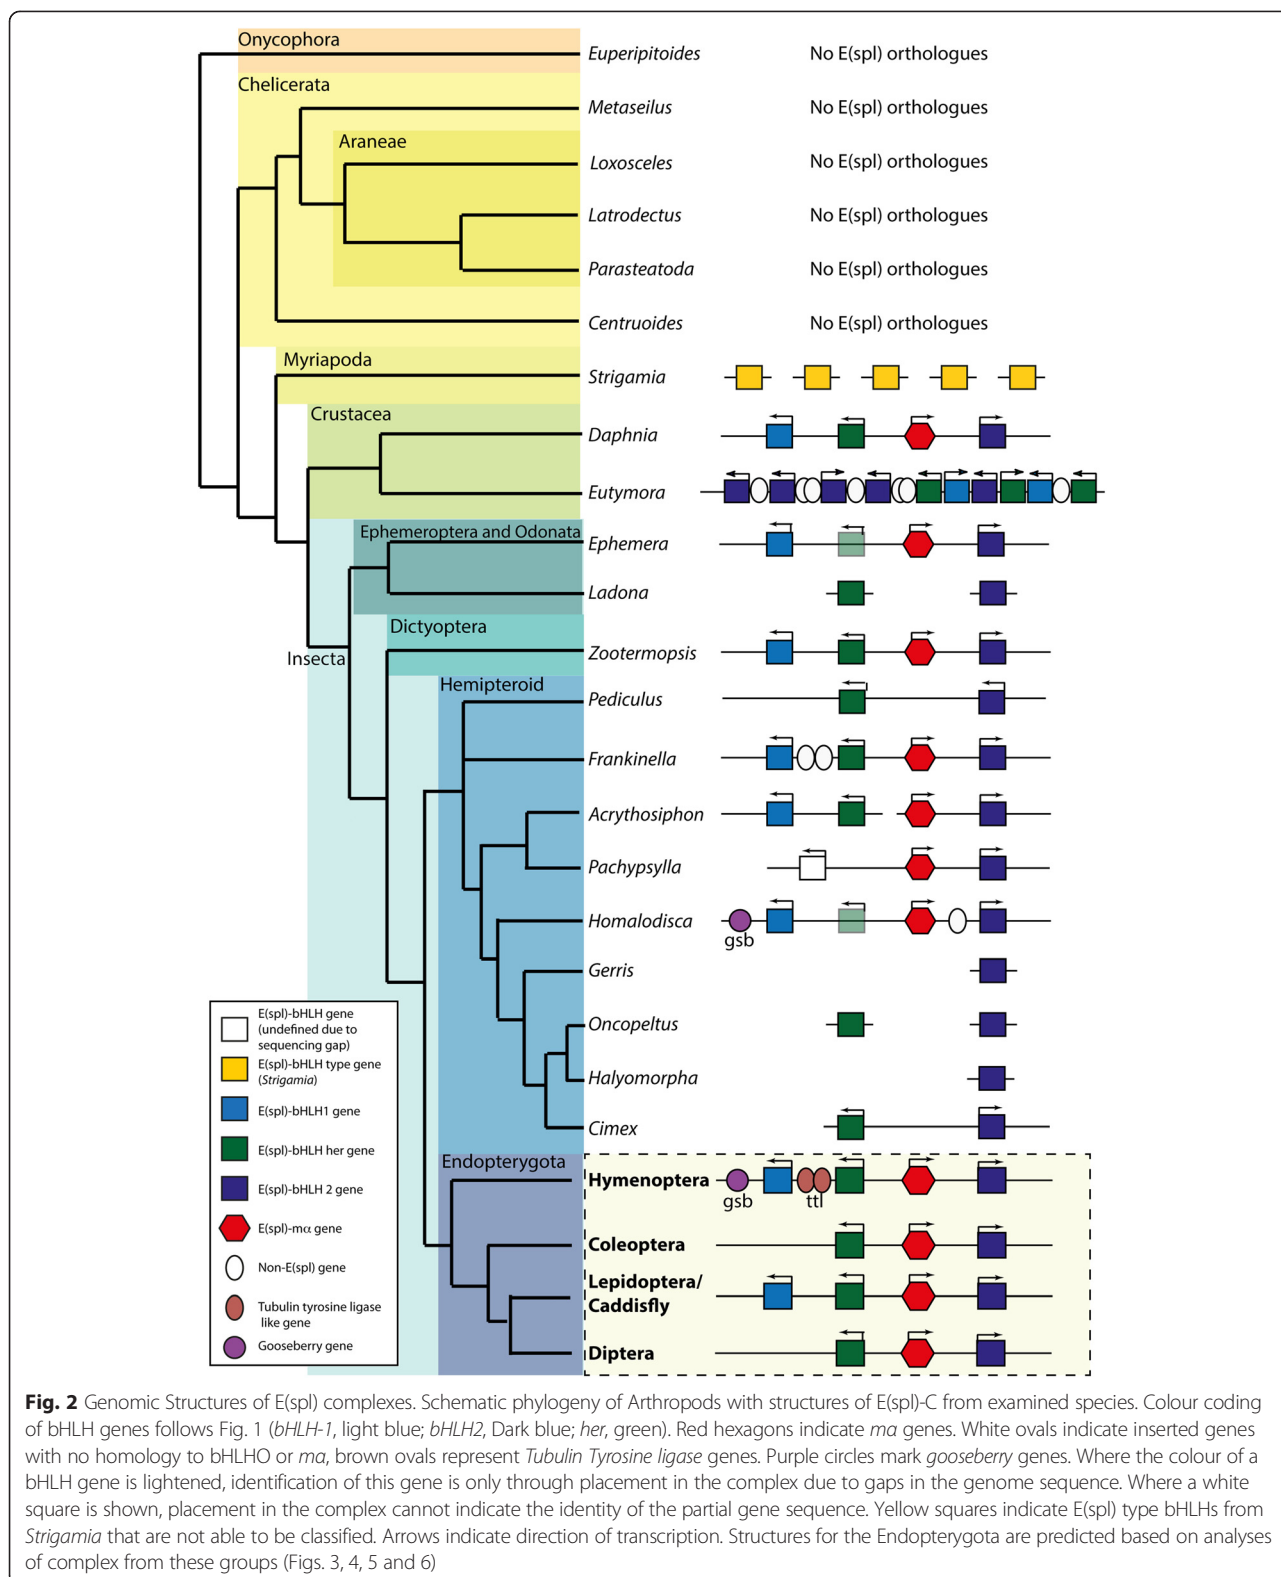 Onycophora
Euperipitoides No E(spl) orthologues
Chelicerata
Metaseilus No E(spl) orthologues
Araneae
Loxosceles No E(spl) orthologues
Latrodectus No E(spl) orthologues
Parasteatoda No E(spl) orthologues
Centruoides No E(spl) orthologues
Myriapoda
Strigamia
Crustacea
Daphnia
Eutymora
Ephemeroptera and Odonata
Ephemera
Ladona
Dictyoptera
Insecta
Zootermopsis
Hemipteroid
Pediculus
Frankinella
Acrythosiphon
Pachypsylla
Homalodisca
gsb
Gerris
Oncopeltus
Halyomorpha
Cimex
Endopterygota
Hymenoptera
gsb ttl
Coleoptera
Lepidoptera/
Caddisfly
Diptera
E(spl)-bHLH gene
(undefined due to
sequencing gap)
E(spl)-bHLH type gene
(Strigamia)
E(spl)-bHLH1 gene
E(spl)-bHLH her gene
E(spl)-bHLH 2 gene
E(spl)-mα gene
Non-E(spl) gene
Tubulin tyrosine ligase
like gene
Gooseberry gene
Fig. 2 Genomic Structures of E(spl) complexes. Schematic phylogeny of Arthropods with structures of E(spl)-C from examined species. Colour coding
of bHLH genes follows Fig. 1 (bHLH-1, light blue; bHLH2, Dark blue; her, green). Red hexagons indicate mα genes. White ovals indicate inserted genes
with no homology to bHLHO or mα, brown ovals represent Tubulin Tyrosine ligase genes. Purple circles mark gooseberry genes. Where the colour of a
bHLH gene is lightened, identification of this gene is only through placement in the complex due to gaps in the genome sequence. Where a white
square is shown, placement in the complex cannot indicate the identity of the partial gene sequence. Yellow squares indicate E(spl) type bHLHs from
Strigamia that are not able to be classified. Arrows indicate direction of transcription. Structures for the Endopterygota are predicted based on analyses
of complex from these groups (Figs. 3, 4, 5 and 6)